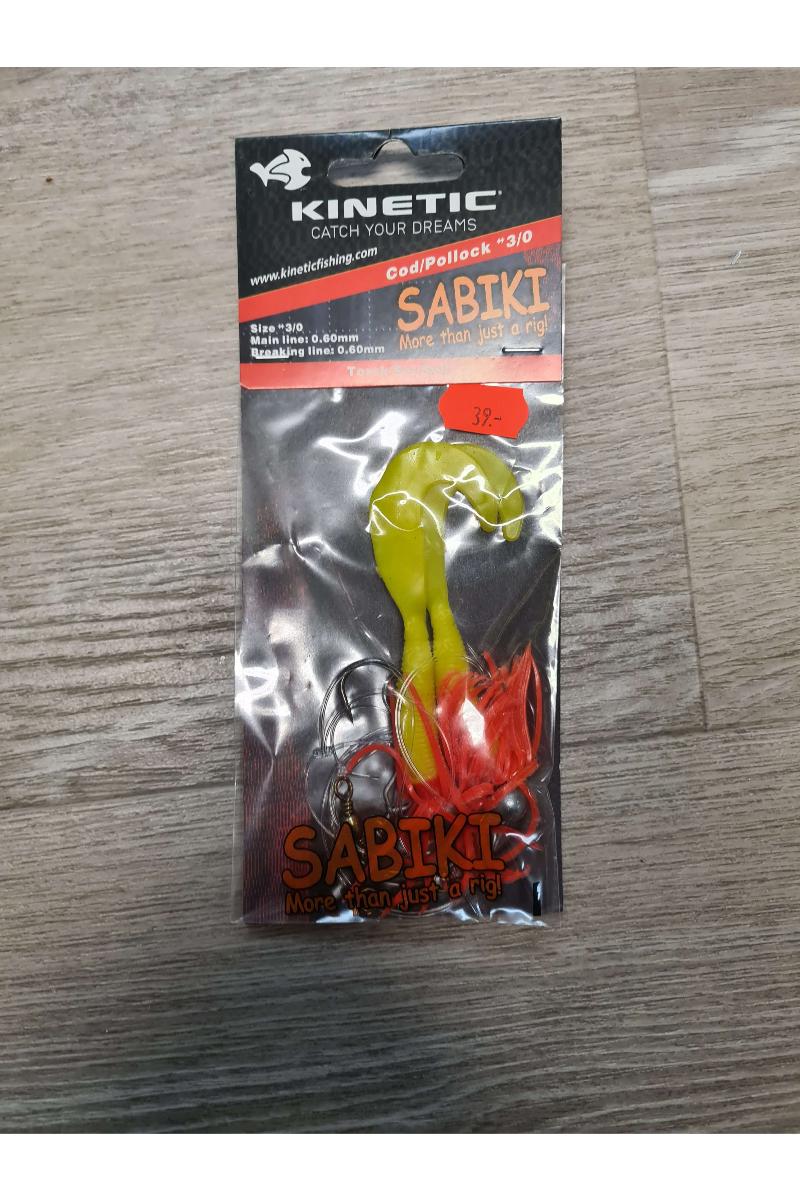 KINETIC®
CATCH YOUR DREAMS
www.kineticfishing.com
Cod/Pollock #3/0
SABIKI
More than just a rig!
Size #3/0
Main line: 0.60mm
Breaking line: 0.60mm
39.-
SABIKI
More than just a rig!